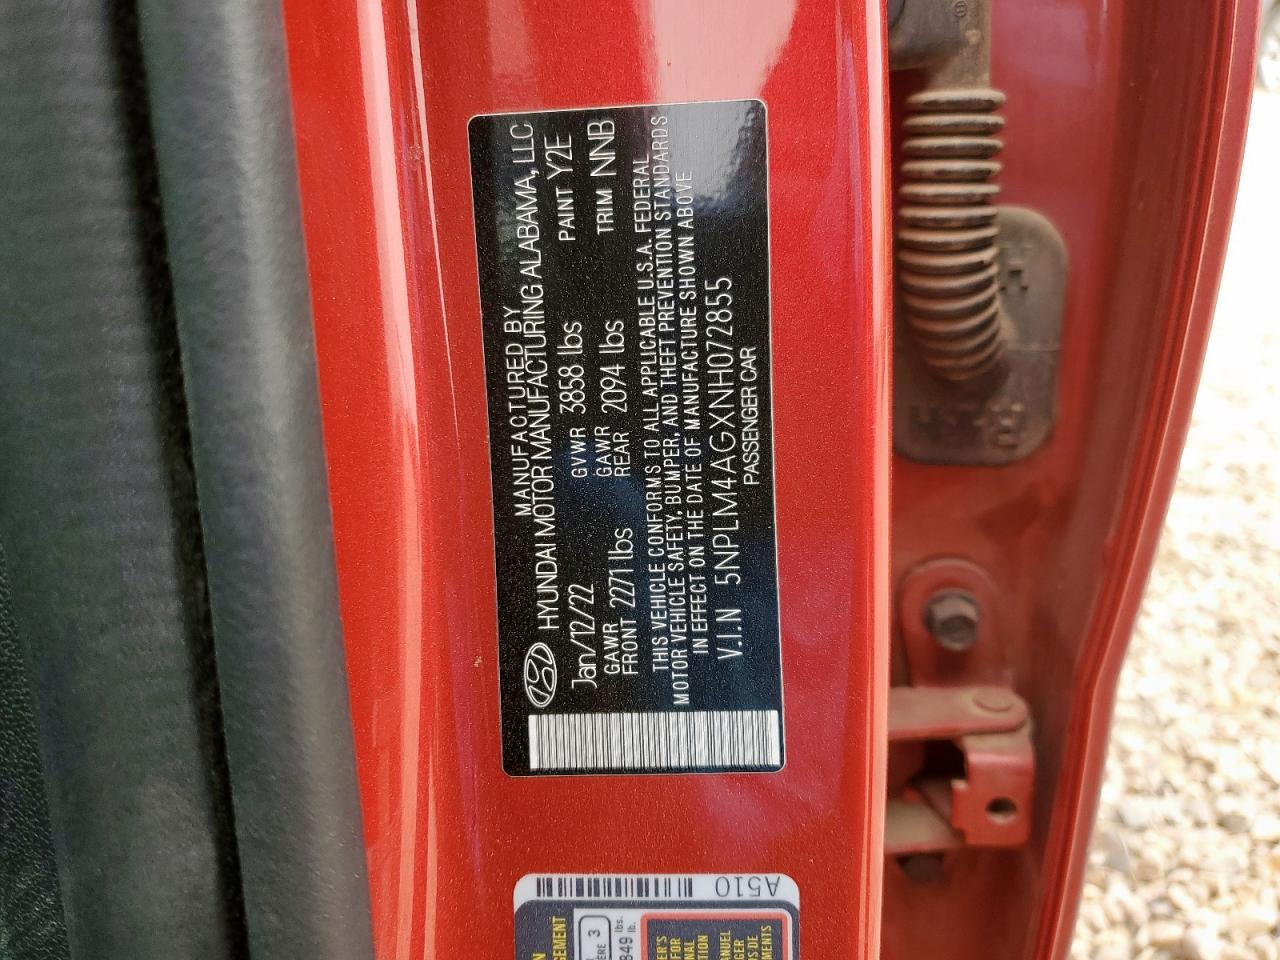 MANUFACTURED BY
HYUNDAI MOTOR MANUFACTURING ALABAMA, LLC
Jan/12/22 GVWR 3858 lbs PAINT Y2E
GAWR FRONT 2271 lbs GAWR REAR 2094 lbs TRIM NNB
THIS VEHICLE CONFORMS TO ALL APPLICABLE U.S.A. FEDERAL
MOTOR VEHICLE SAFETY, BUMPER, AND THEFT PREVENTION STANDARDS
IN EFFECT ON THE DATE OF MANUFACTURE SHOWN ABOVE
V.I.N 5NPLM4AGXNH072855
PASSENGER CAR
A510